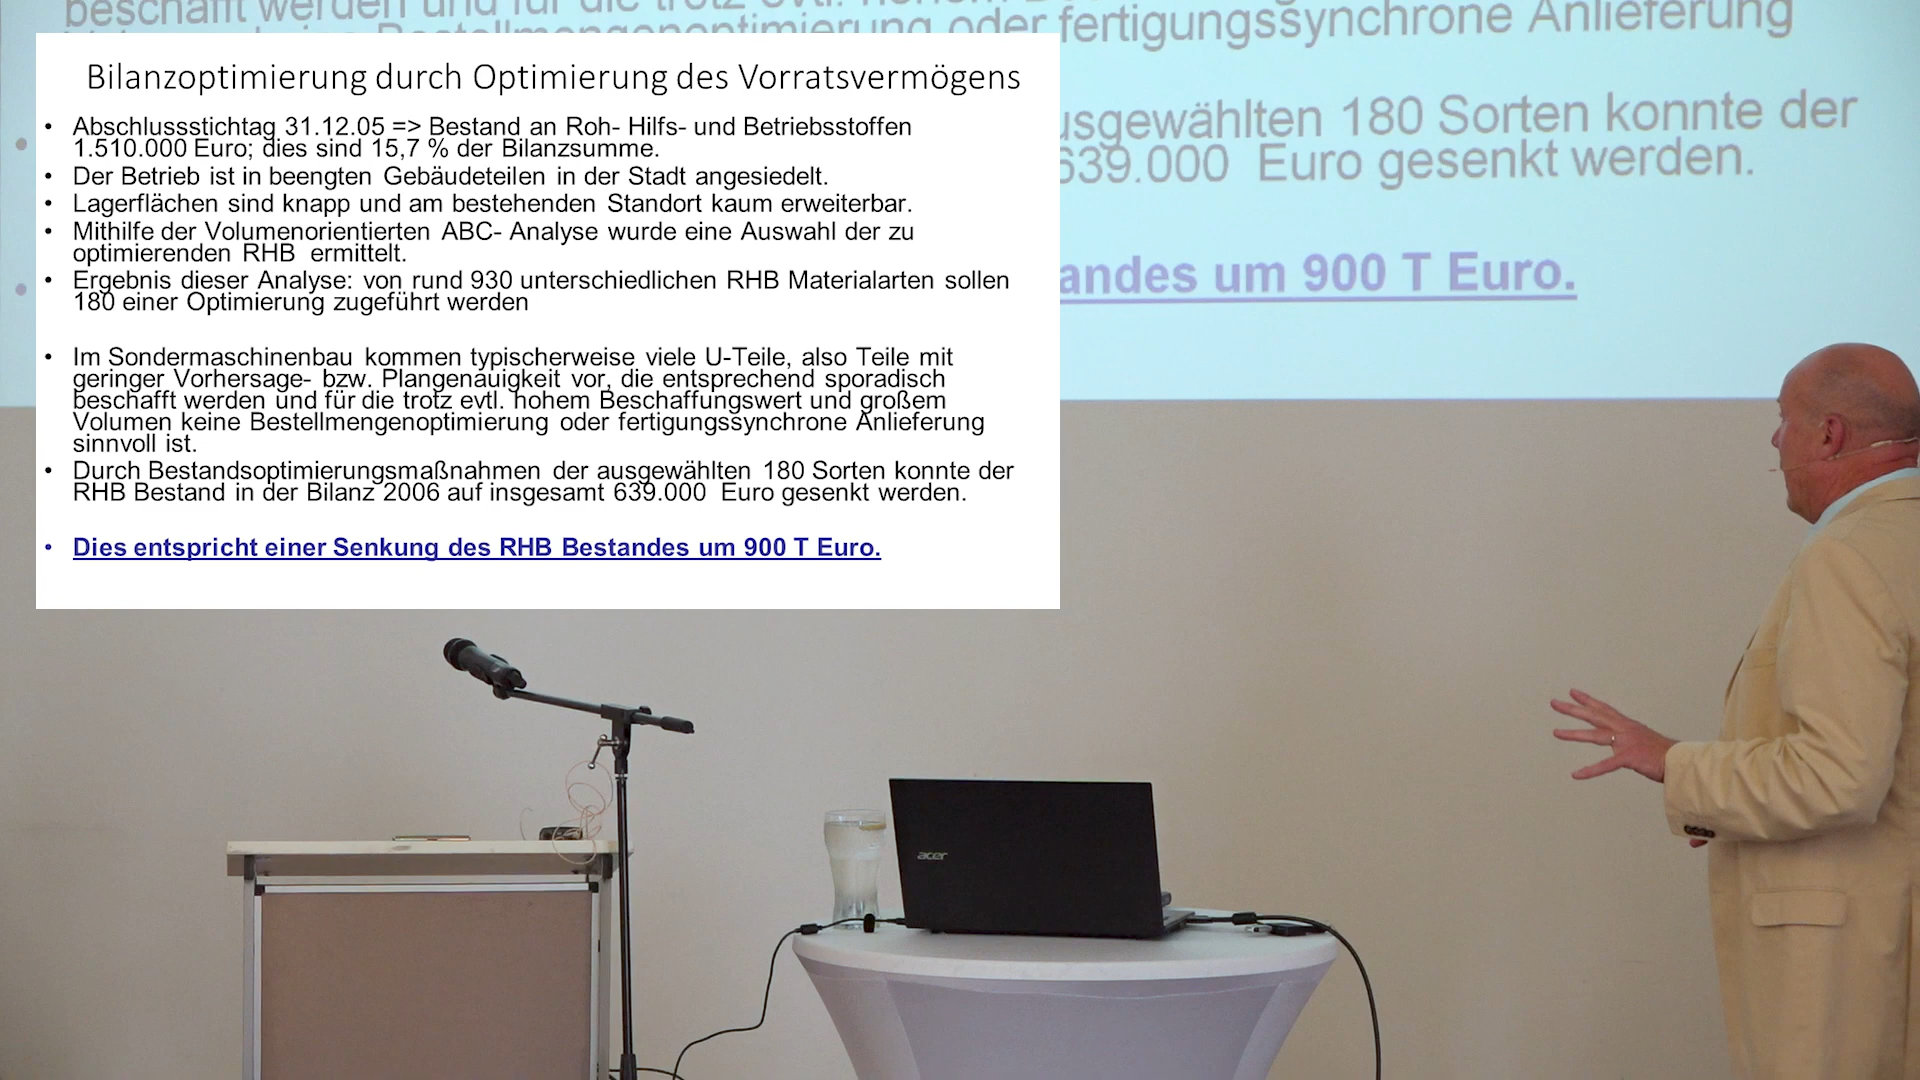 beschafft werden und für die trotz evtl. hohem
Bestellmengenoptimierung oder fertigungssynchrone Anlieferung
ausgewählten 180 Sorten konnte der
639.000 Euro gesenkt werden.
andes um 900 T Euro.
Bilanzoptimierung durch Optimierung des Vorratsvermögens
• Abschlussstichtag 31.12.05 => Bestand an Roh- Hilfs- und Betriebsstoffen
1.510.000 Euro; dies sind 15,7 % der Bilanzsumme.
• Der Betrieb ist in beengten Gebäudeteilen in der Stadt angesiedelt.
• Lagerflächen sind knapp und am bestehenden Standort kaum erweiterbar.
• Mithilfe der Volumenorientierten ABC- Analyse wurde eine Auswahl der zu
optimierenden RHB ermittelt.
• Ergebnis dieser Analyse: von rund 930 unterschiedlichen RHB Materialarten sollen
180 einer Optimierung zugeführt werden
• Im Sondermaschinenbau kommen typischerweise viele U-Teile, also Teile mit
geringer Vorhersage- bzw. Plangenauigkeit vor, die entsprechend sporadisch
beschafft werden und für die trotz evtl. hohem Beschaffungswert und großem
Volumen keine Bestellmengenoptimierung oder fertigungssynchrone Anlieferung
sinnvoll ist.
• Durch Bestandsoptimierungsmaßnahmen der ausgewählten 180 Sorten konnte der
RHB Bestand in der Bilanz 2006 auf insgesamt 639.000 Euro gesenkt werden.
• Dies entspricht einer Senkung des RHB Bestandes um 900 T Euro.
acer